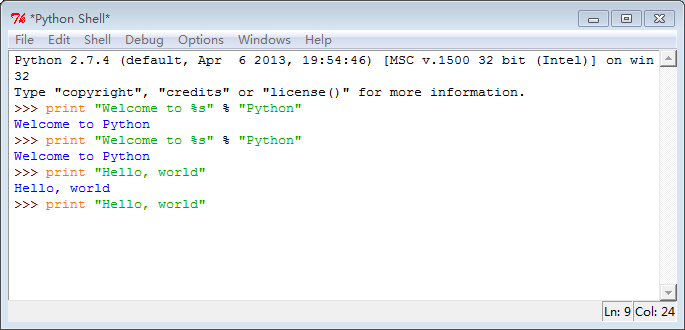 *Python Shell*
File Edit Shell Debug Options Windows Help
Python 2.7.4 (default, Apr  6 2013, 19:54:46) [MSC v.1500 32 bit (Intel)] on win
32
Type "copyright", "credits" or "license()" for more information.
>>> print "Welcome to %s" % "Python"
Welcome to Python
>>> print "Welcome to %s" % "Python"
Welcome to Python
>>> print "Hello, world"
Hello, world
>>> print "Hello, world"
Ln: 9 Col: 24